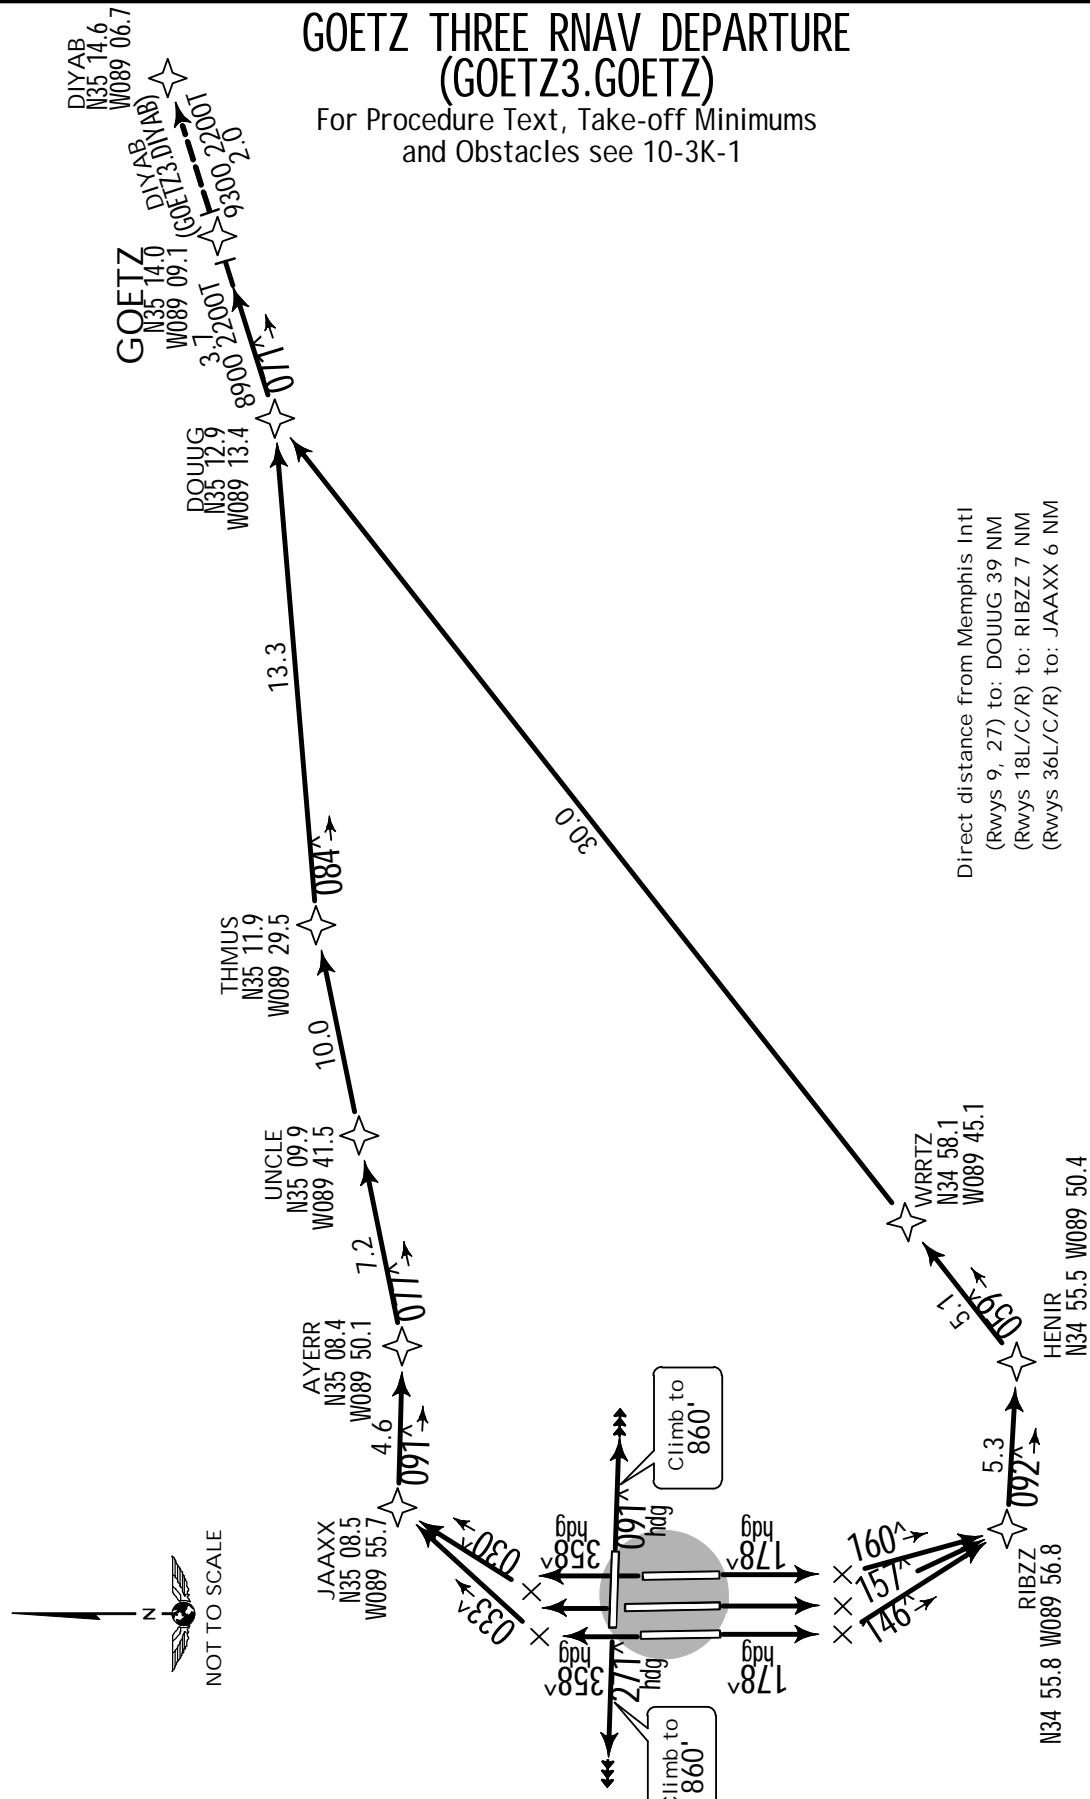 GOETZ THREE RNAV DEPARTURE
(GOETZ3.GOETZ)
For Procedure Text, Take-off Minimums
and Obstacles see 10-3K-1
DIYAB
N35 14.6
W089 06.7
DIYAB
(GOETZ3.DIYAB)
9300 2200T
2.0
GOETZ
N35 14.0
W089 09.1
3.7
8900 2200T
071^
DOUUG
N35 12.9
W089 13.4
13.3
084^
30.0
THMUS
N35 11.9
W089 29.5
10.0
UNCLE
N35 09.9
W089 41.5
7.2
077^
AYERR
N35 08.4
W089 50.1
4.6
091^
JAAXX
N35 08.5
W089 55.7
030^
033^
358^
hdg
358^
hdg
091^
hdg
271^
hdg
Climb to
860'
Climb to
860'
178^
hdg
178^
hdg
160^
157^
146^
RIBZZ
N34 55.8 W089 56.8
5.3
092^
HENIR
N34 55.5 W089 50.4
5.1
059^
WRRTZ
N34 58.1
W089 45.1
Direct distance from Memphis Intl
(Rwys 9, 27) to: DOUUG 39 NM
(Rwys 18L/C/R) to: RIBZZ 7 NM
(Rwys 36L/C/R) to: JAAXX 6 NM
N
NOT TO SCALE